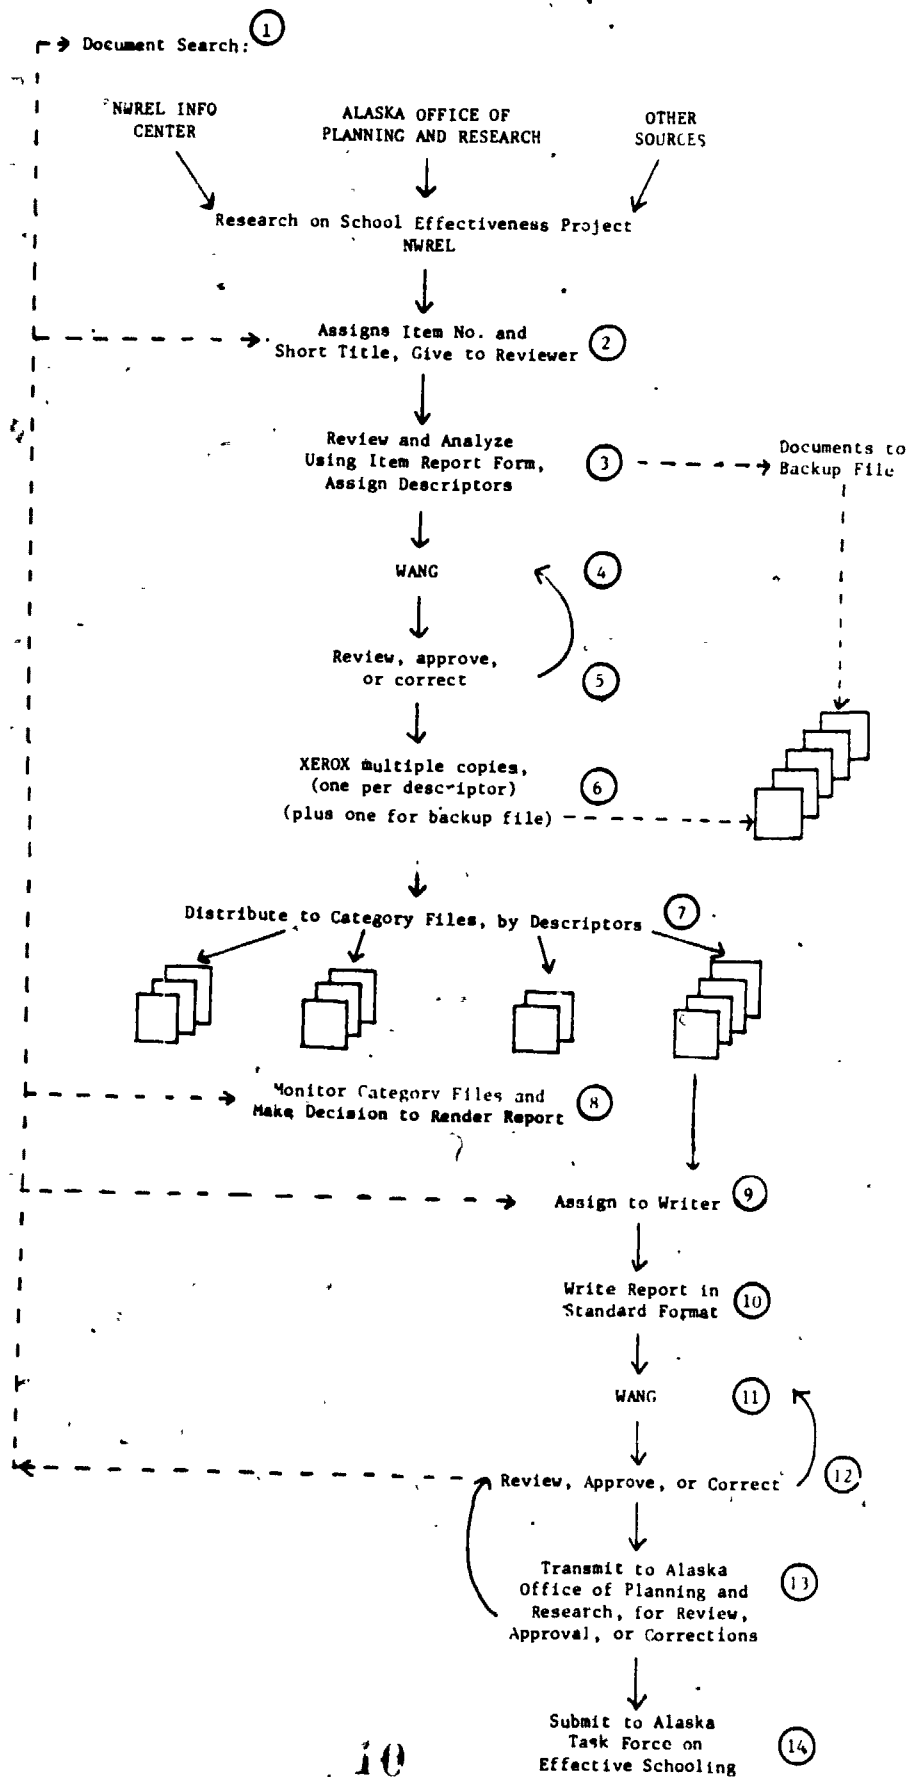 1
Document Search:
NWREL INFO
CENTER
ALASKA OFFICE OF
PLANNING AND RESEARCH
OTHER
SOURCES
Research on School Effectiveness Project
NWREL
Assigns Item No. and
Short Title, Give to Reviewer
2
Review and Analyze
Using Item Report Form,
Assign Descriptors
3
Documents to
Backup File
WANG
4
Review, approve,
or correct
5
XEROX multiple copies,
(one per descriptor)
(plus one for backup file)
6
Distribute to Category Files, by Descriptors
7
Monitor Category Files and
Make Decision to Render Report
8
Assign to Writer
9
Write Report in
Standard Format
10
WANG
11
Review, Approve, or Correct
12
Transmit to Alaska
Office of Planning and
Research, for Review,
Approval, or Corrections
13
Submit to Alaska
Task Force on
Effective Schooling
14
10